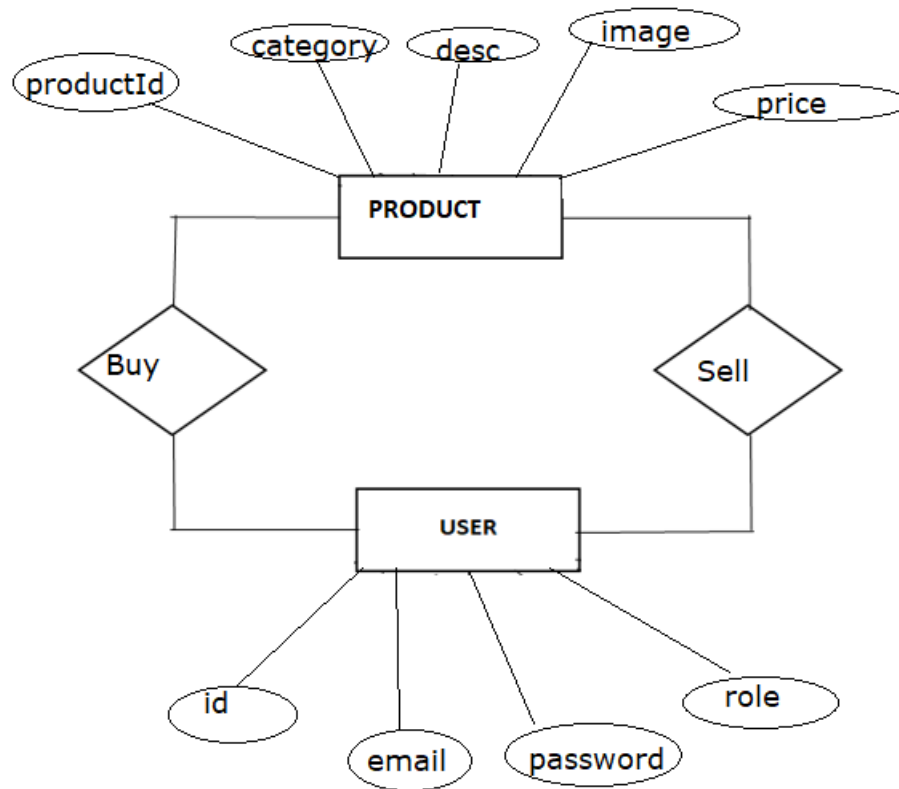 productId
category
desc
image
price
PRODUCT
Buy
Sell
USER
id
email
password
role